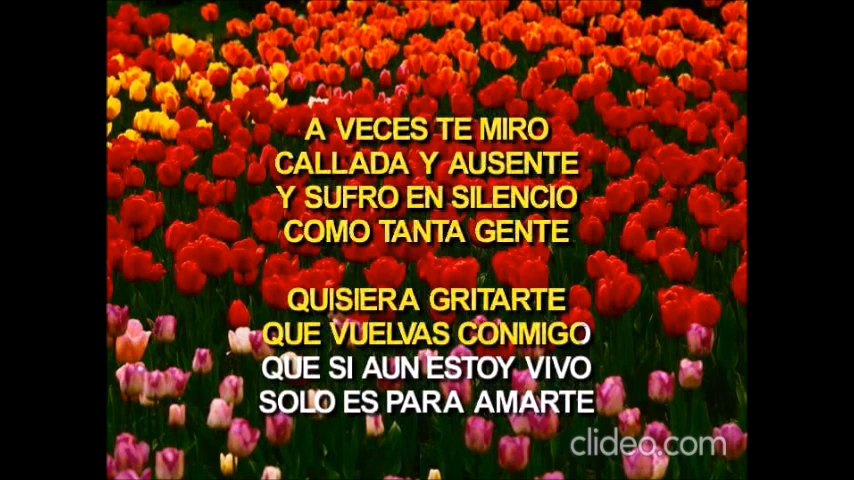 A VECES TE MIRO
CALLADA Y AUSENTE
Y SUFRO EN SILENCIO
COMO TANTA GENTE
QUISIERA GRITARTE
QUE VUELVAS CONMIGO
QUE SI AUN ESTOY VIVO
SOLO ES PARA AMARTE
clideo.com